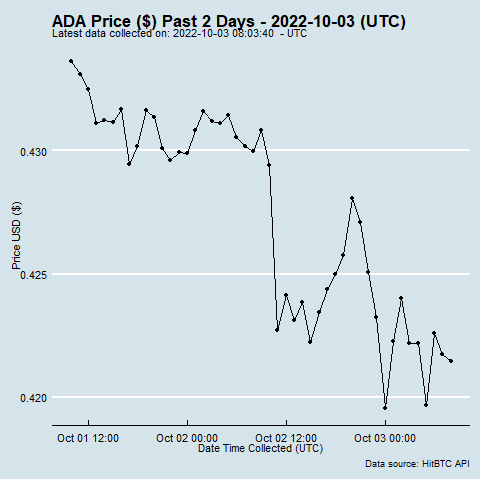 ADA Price ($) Past 2 Days - 2022-10-03 (UTC)
Latest data collected on: 2022-10-03 08:03:40 - UTC
0.430
0.425
0.420
Price USD ($)
Oct 01 12:00 Oct 02 00:00 Oct 02 12:00 Oct 03 00:00
Date Time Collected (UTC)
Data source: HitBTC API